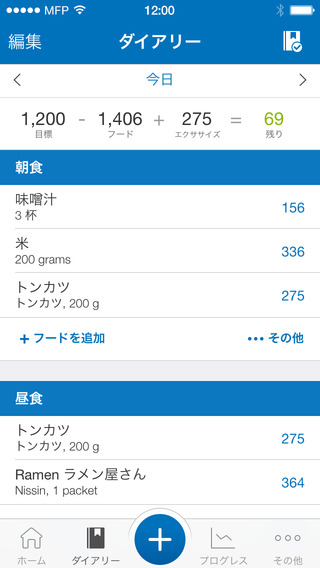 MFP 12:00
編集 ダイアリー
今日
1,200 - 1,406 + 275 = 69
目標 フード エクササイズ 残り
朝食
味噌汁
3 杯 156
米
200 grams 336
トンカツ
トンカツ, 200 g 275
+ フードを追加 ••• その他
昼食
トンカツ
トンカツ, 200 g 275
Ramen ラメン屋さん
Nissin, 1 packet 364
ホーム ダイアリー プログレス その他